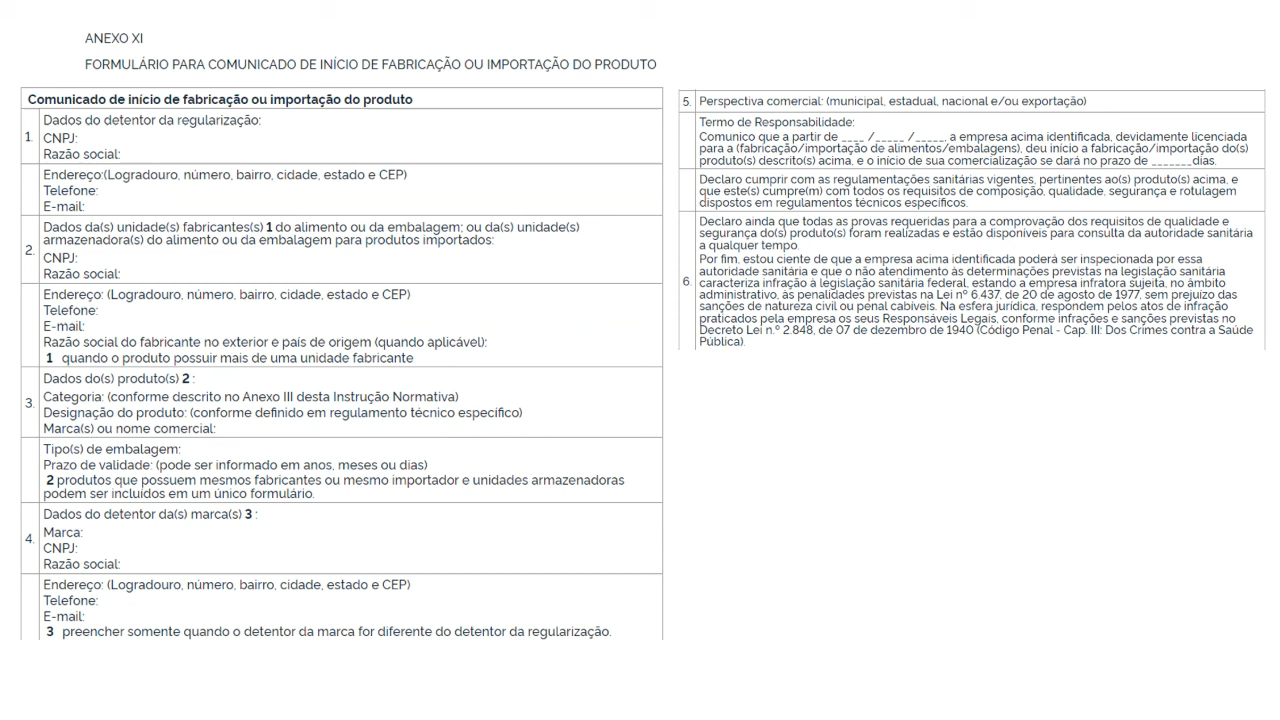 ANEXO XI
FORMULÁRIO PARA COMUNICADO DE INÍCIO DE FABRICAÇÃO OU IMPORTAÇÃO DO PRODUTO
Comunicado de início de fabricação ou importação do produto
1.
Dados do detentor da regularização:
CNPJ:
Razão social:
Endereço:(Logradouro, número, bairro, cidade, estado e CEP)
Telefone:
E-mail:
2.
Dados da(s) unidade(s) fabricantes(s) 1 do alimento ou da embalagem; ou da(s) unidade(s)
armazenadora(s) do alimento ou da embalagem para produtos importados:
CNPJ:
Razão social:
Endereço: (Logradouro, número, bairro, cidade, estado e CEP)
Telefone:
E-mail:
Razão social do fabricante no exterior e país de origem (quando aplicável):
1 quando o produto possuir mais de uma unidade fabricante
3.
Dados do(s) produto(s) 2 :
Categoria: (conforme descrito no Anexo III desta Instrução Normativa)
Designação do produto: (conforme definido em regulamento técnico específico)
Marca(s) ou nome comercial:
Tipo(s) de embalagem:
Prazo de validade: (pode ser informado em anos, meses ou dias)
2 produtos que possuem mesmos fabricantes ou mesmo importador e unidades armazenadoras
podem ser incluídos em um único formulário.
4.
Dados do detentor da(s) marca(s) 3 :
Marca:
CNPJ:
Razão social:
Endereço: (Logradouro, número, bairro, cidade, estado e CEP)
Telefone:
E-mail:
3 preencher somente quando o detentor da marca for diferente do detentor da regularização.
5. Perspectiva comercial: (municipal, estadual, nacional e/ou exportação)
Termo de Responsabilidade:
Comunico que a partir de ____ /_____ /_____, a empresa acima identificada, devidamente licenciada
para a (fabricação/importação de alimentos/embalagens), deu início a fabricação/importação do(s)
produto(s) descrito(s) acima, e o início de sua comercialização se dará no prazo de _______dias.
Declaro cumprir com as regulamentações sanitárias vigentes, pertinentes ao(s) produto(s) acima, e
que este(s) cumpre(m) com todos os requisitos de composição, qualidade, segurança e rotulagem
dispostos em regulamentos técnicos específicos.
6.
Declaro ainda que todas as provas requeridas para a comprovação dos requisitos de qualidade e
segurança do(s) produto(s) foram realizadas e estão disponíveis para consulta da autoridade sanitária
a qualquer tempo.
Por fim, estou ciente de que a empresa acima identificada poderá ser inspecionada por essa
autoridade sanitária e que o não atendimento às determinações previstas na legislação sanitária
caracteriza infração à legislação sanitária federal, estando a empresa infratora sujeita, no âmbito
administrativo, às penalidades previstas na Lei nº 6.437, de 20 de agosto de 1977, sem prejuízo das
sanções de natureza civil ou penal cabíveis. Na esfera jurídica, respondem pelos atos de infração
praticados pela empresa os seus Responsáveis Legais, conforme infrações e sanções previstas no
Decreto Lei n.º 2.848, de 07 de dezembro de 1940 (Código Penal - Cap. III: Dos Crimes contra a Saúde
Pública).